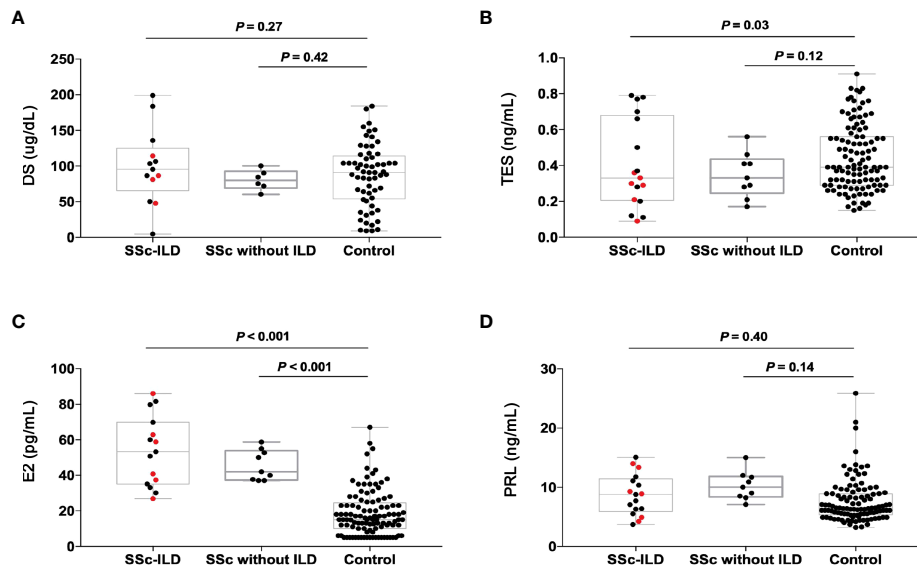 A
P = 0.27
P = 0.42
DS (ug/dL)
250
200
150
100
50
0
SSc-ILD SSc without ILD Control
B
P = 0.03
P = 0.12
TES (ng/mL)
1.0
0.8
0.6
0.4
0.2
0.0
SSc-ILD SSc without ILD Control
C
P < 0.001
P < 0.001
E2 (pg/mL)
100
80
60
40
20
0
SSc-ILD SSc without ILD Control
D
P = 0.40
P = 0.14
PRL (ng/mL)
30
20
10
0
SSc-ILD SSc without ILD Control